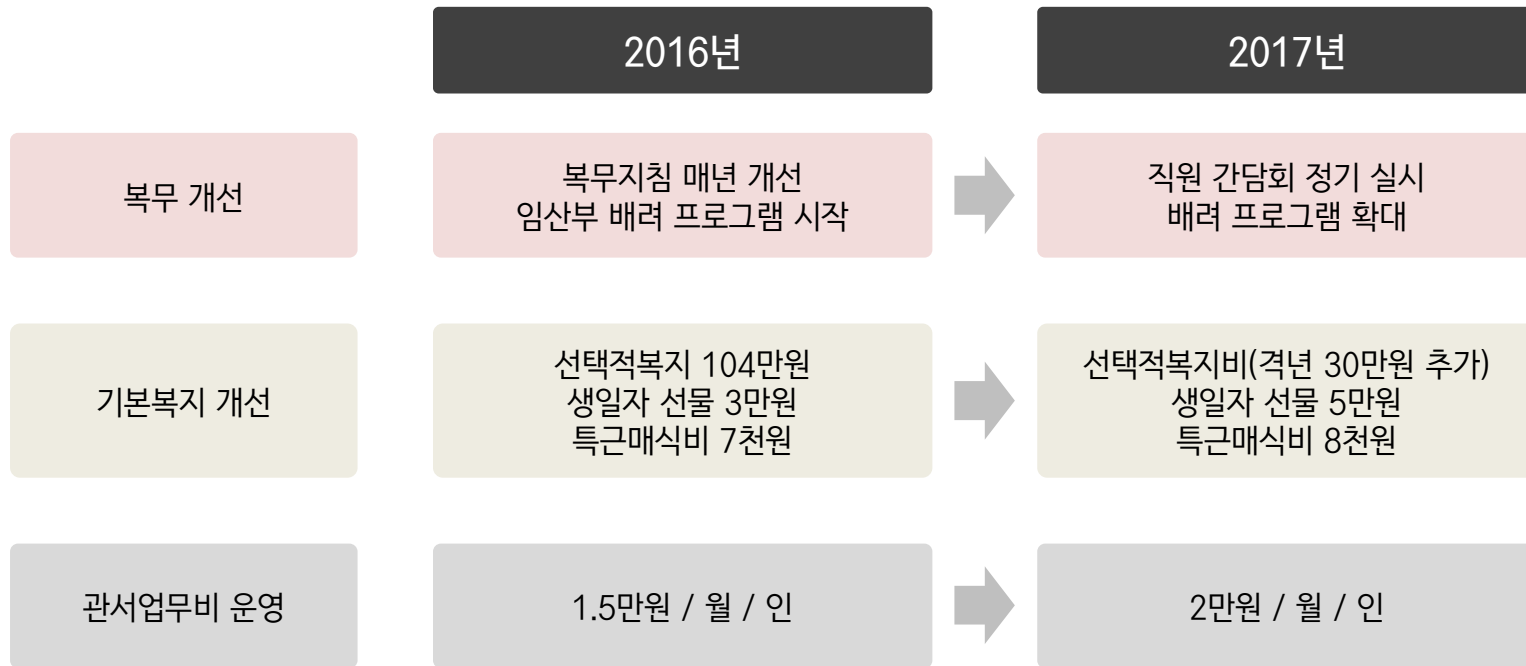 2016년
2017년
복무 개선
복무지침 매년 개선
임산부 배려 프로그램 시작
직원 간담회 정기 실시
배려 프로그램 확대
기본복지 개선
선택적복지 104만원
생일자 선물 3만원
특근매식비 7천원
선택적복지비(격년 30만원 추가)
생일자 선물 5만원
특근매식비 8천원
관서업무비 운영
1.5만원 / 월 / 인
2만원 / 월 / 인